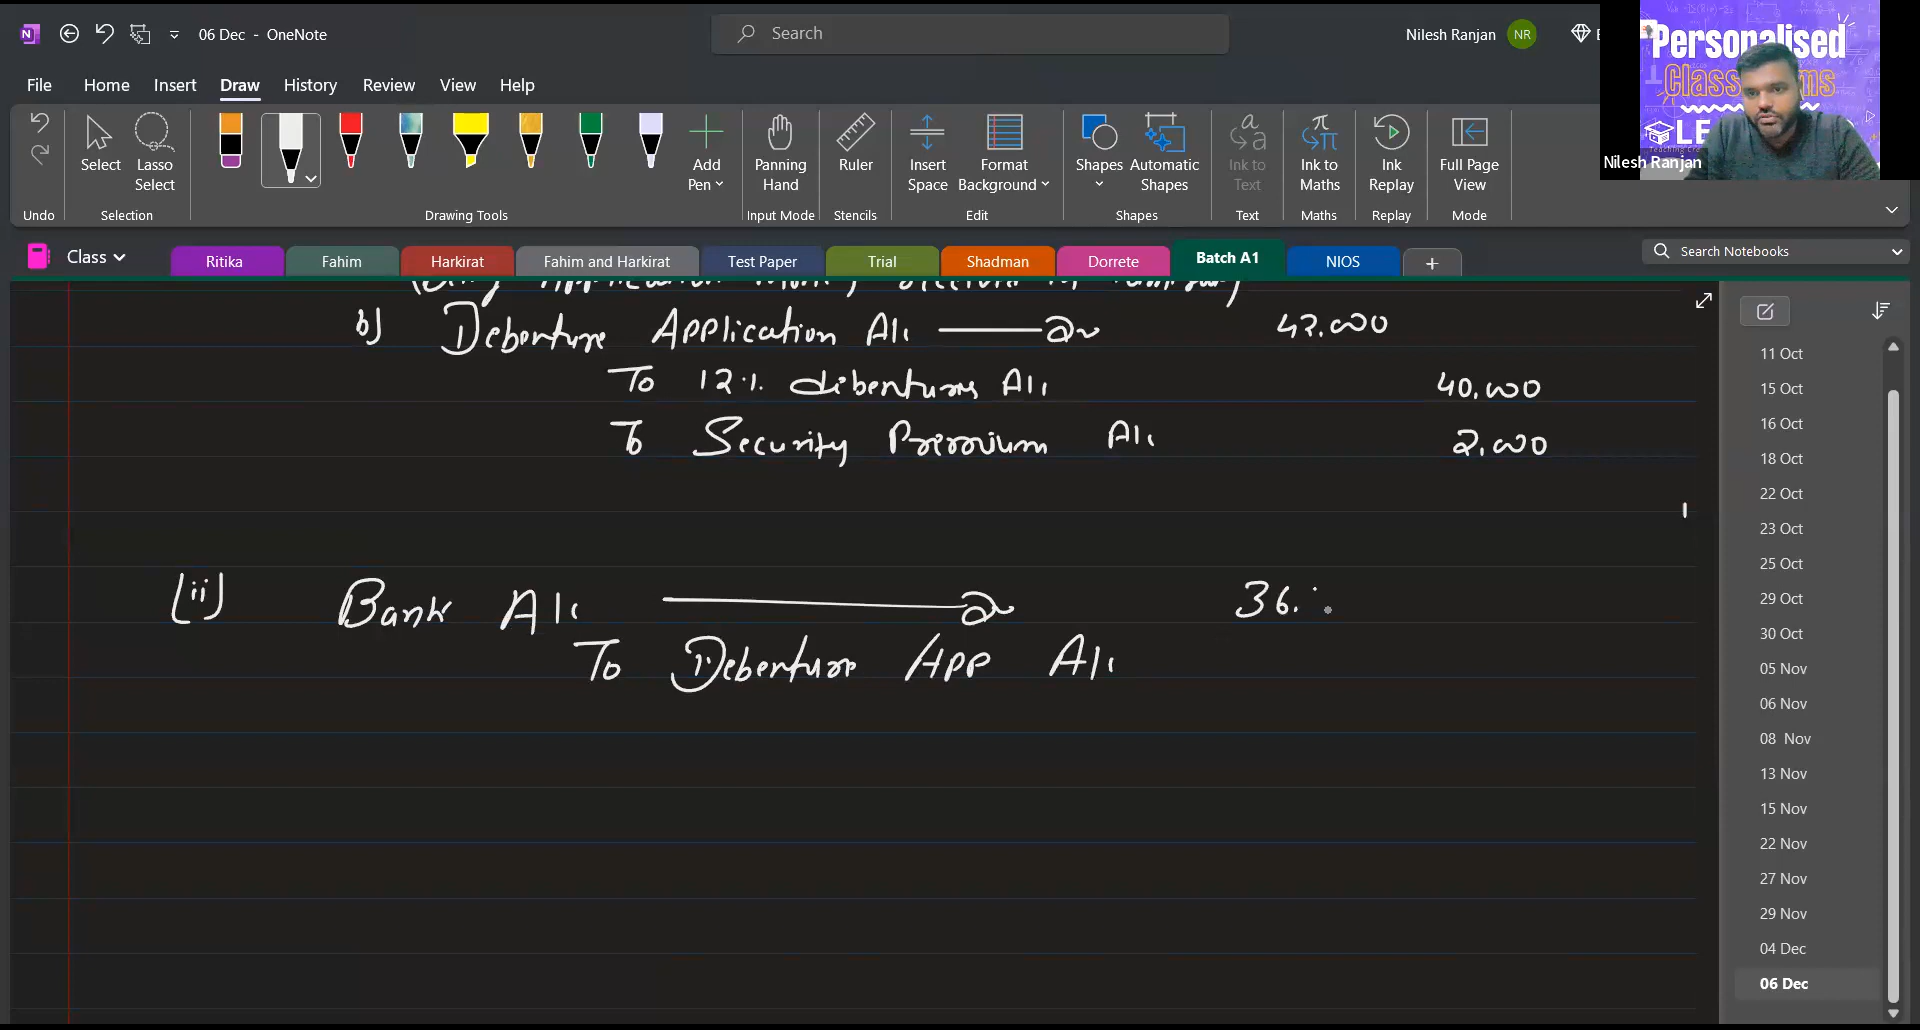 06 Dec - OneNote
Search
Nilesh Ranjan NR
File Home Insert Draw History Review View Help
Personalised
Nilesh Ranjan
Select Lasso Select Add Pen Panning Hand Ruler Insert Space Format Background Shapes Automatic Shapes Ink to Text Ink to Maths Ink Replay Full Page View
Undo Selection Drawing Tools Input Mode Stencils Edit Shapes Text Maths Replay Mode
Class Ritika Fahim Harkirat Fahim and Harkirat Test Paper Trial Shadman Dorrete Batch A1 NIOS + Search Notebooks
b) Debenture Application A/c 42,000
To 12% debentures A/c 40,000
To Security Premium A/c 2,000
(ii) Bank A/c 36.
To Debenture App A/c
11 Oct
15 Oct
16 Oct
18 Oct
22 Oct
23 Oct
25 Oct
29 Oct
30 Oct
05 Nov
06 Nov
08 Nov
13 Nov
15 Nov
22 Nov
27 Nov
29 Nov
04 Dec
06 Dec